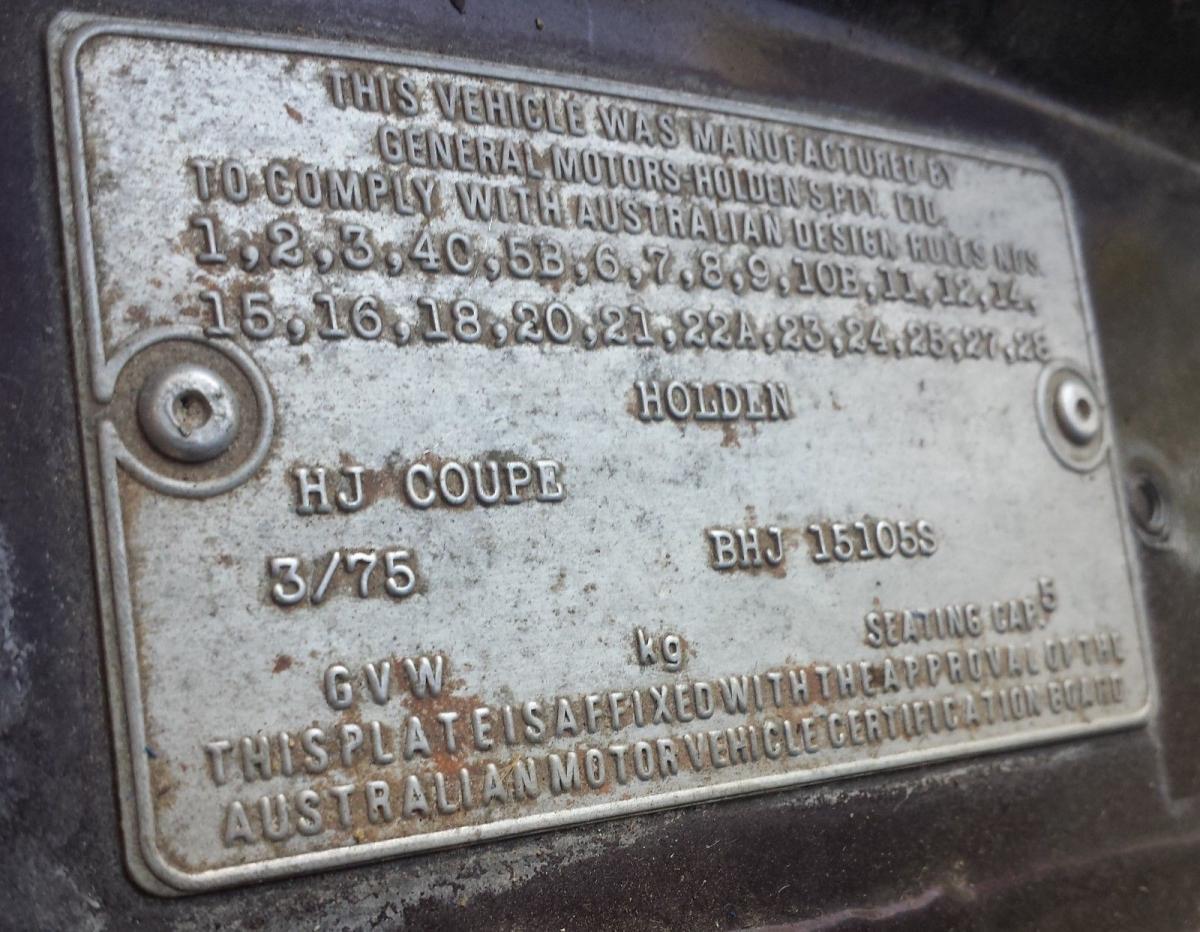 THIS VEHICLE WAS MANUFACTURED BY
GENERAL MOTORS-HOLDEN'S PTY. LTD.
TO COMPLY WITH AUSTRALIAN DESIGN RULES NOS.
1,2,3,4C,5B,6,7,8,9,10B,11,12,14,
15,16,18,20,21,22A,23,24,25,27,28
HOLDEN
HJ COUPE
3/75 BHJ 15105S
GVW kg SEATING CAP. 5
THIS PLATE IS AFFIXED WITH THE APPROVAL OF THE
AUSTRALIAN MOTOR VEHICLE CERTIFICATION BOARD